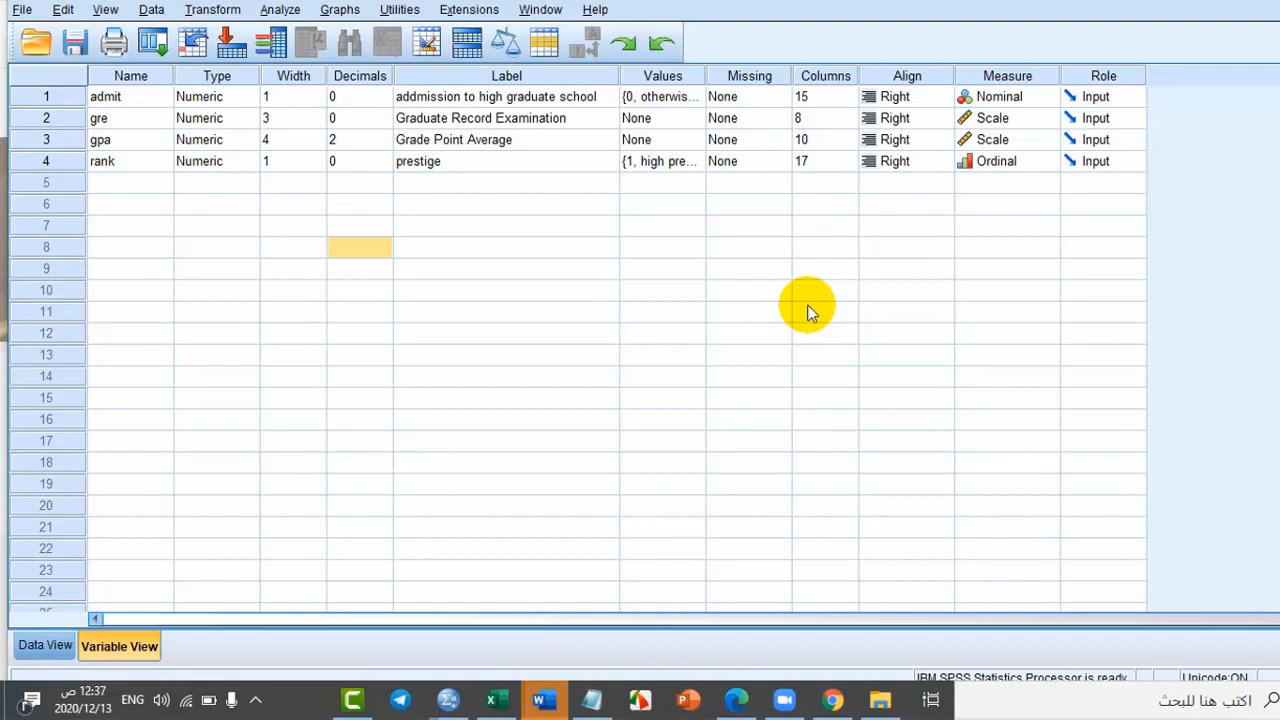 File Edit View Data Transform Analyze Graphs Utilities Extensions Window Help
Name Type Width Decimals Label Values Missing Columns Align Measure Role
1 admit Numeric 1 0 addmission to high graduate school {0, otherwis... None 15 Right Nominal Input
2 gre Numeric 3 0 Graduate Record Examination None None 8 Right Scale Input
3 gpa Numeric 4 2 Grade Point Average None None 10 Right Scale Input
4 rank Numeric 1 0 prestige {1, high pre... None 17 Right Ordinal Input
5
6
7
8
9
10
11
12
13
14
15
16
17
18
19
20
21
22
23
24
Data View Variable View
IBM SPSS Statistics Processor is ready Unicode:ON
12:37 ص ENG اكتب هنا للبحث
2020/12/13